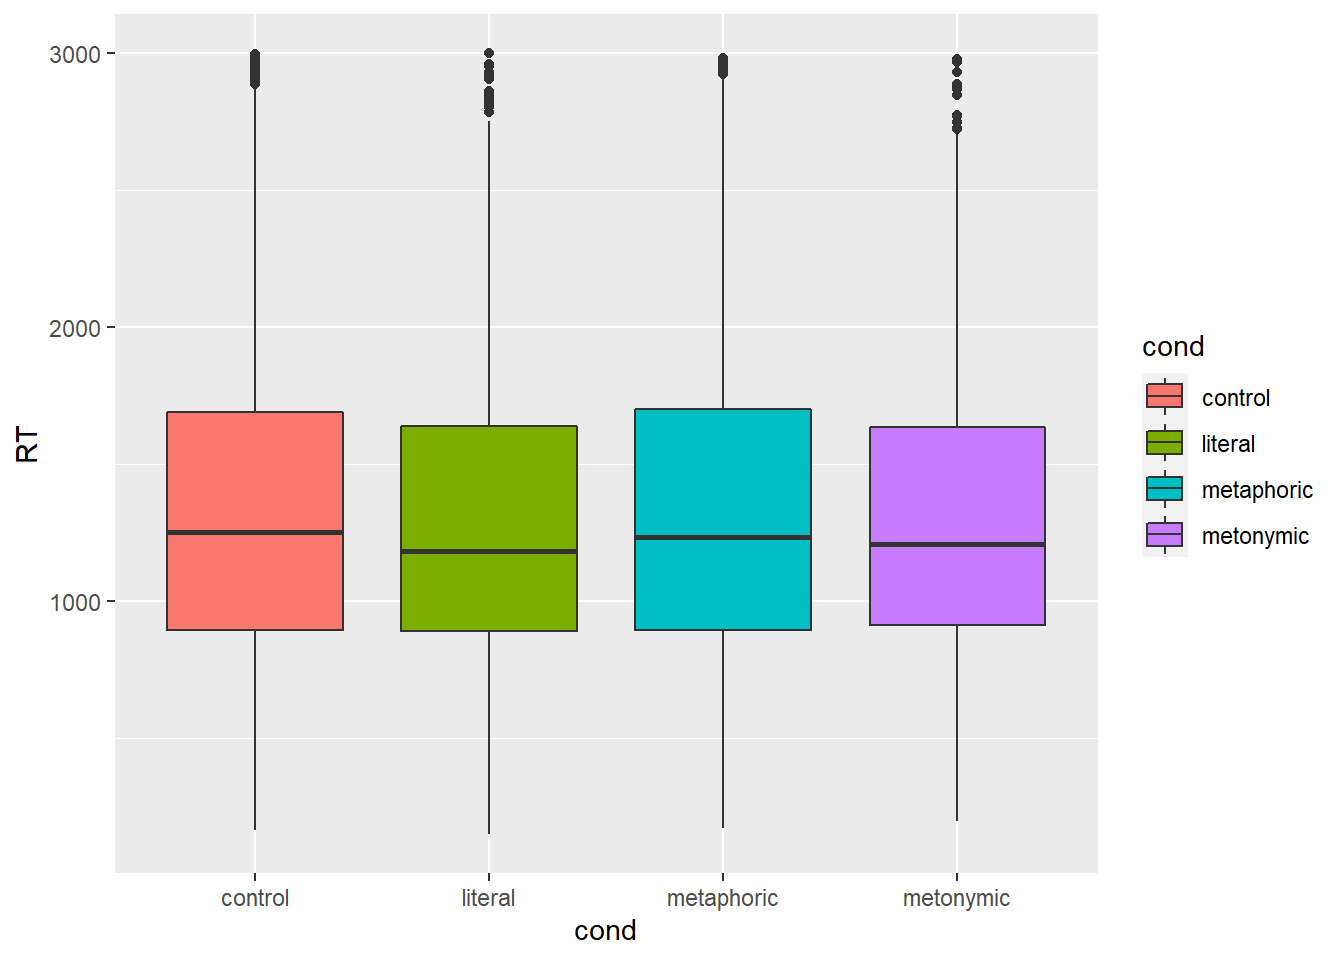 3000
2000
1000
RT
control
literal
metaphoric
metonymic
cond
cond
control
literal
metaphoric
metonymic